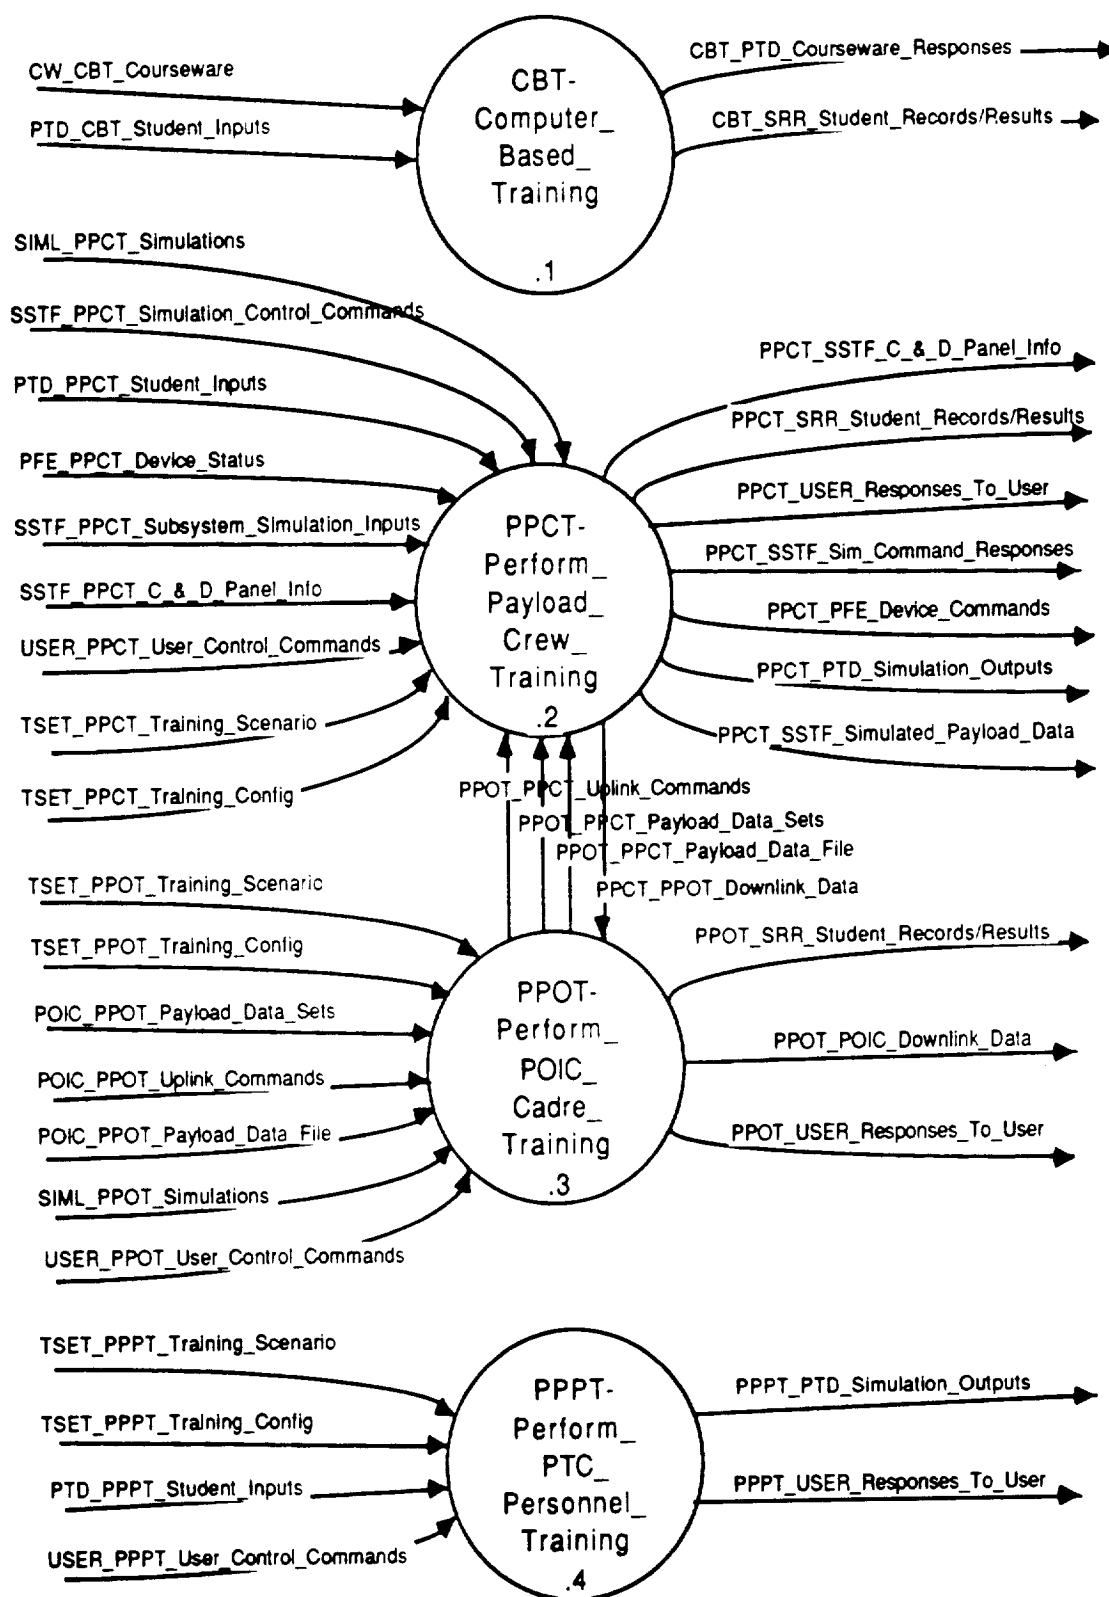 CW_CBT_Courseware
PTD_CBT_Student_Inputs
CBT-
Computer_
Based_
Training
.1
CBT_PTD_Courseware_Responses
CBT_SRR_Student_Records/Results
SIML_PPCT_Simulations
SSTF_PPCT_Simulation_Control_Commands
PTD_PPCT_Student_Inputs
PFE_PPCT_Device_Status
SSTF_PPCT_Subsystem_Simulation_Inputs
SSTF_PPCT_C_&_D_Panel_Info
USER_PPCT_User_Control_Commands
TSET_PPCT_Training_Scenario
TSET_PPCT_Training_Config
PPCT-
Perform_
Payload_
Crew_
Training
.2
PPCT_SSTF_C_&_D_Panel_Info
PPCT_SRR_Student_Records/Results
PPCT_USER_Responses_To_User
PPCT_SSTF_Sim_Command_Responses
PPCT_PFE_Device_Commands
PPCT_PTD_Simulation_Outputs
PPCT_SSTF_Simulated_Payload_Data
PPOT_PPCT_Uplink_Commands
PPOT_PPCT_Payload_Data_Sets
PPOT_PPCT_Payload_Data_File
PPCT_PPOT_Downlink_Data
TSET_PPOT_Training_Scenario
TSET_PPOT_Training_Config
POIC_PPOT_Payload_Data_Sets
POIC_PPOT_Uplink_Commands
POIC_PPOT_Payload_Data_File
SIML_PPOT_Simulations
USER_PPOT_User_Control_Commands
PPOT-
Perform_
POIC_
Cadre_
Training
.3
PPOT_SRR_Student_Records/Results
PPOT_POIC_Downlink_Data
PPOT_USER_Responses_To_User
TSET_PPPT_Training_Scenario
TSET_PPPT_Training_Config
PTD_PPPT_Student_Inputs
USER_PPPT_User_Control_Commands
PPPT-
Perform_
PTC_
Personnel_
Training
.4
PPPT_PTD_Simulation_Outputs
PPPT_USER_Responses_To_User